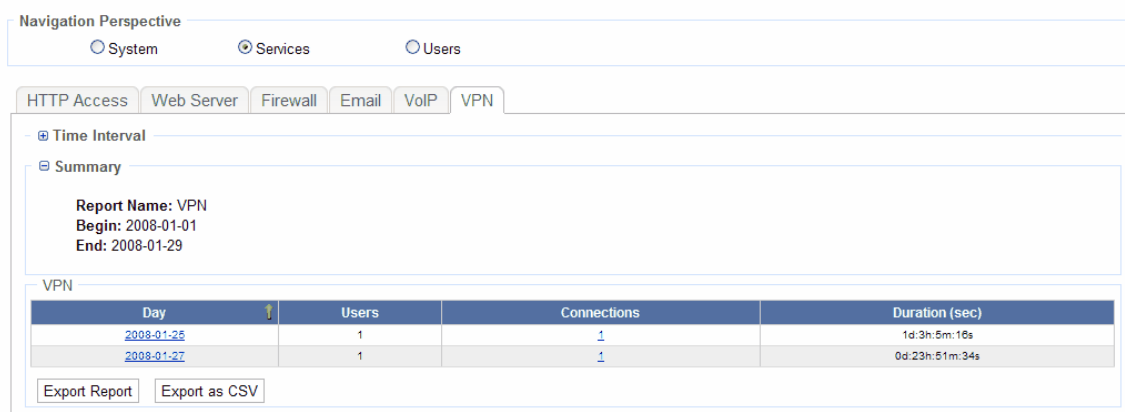 Navigation Perspective
System Services Users
HTTP Access Web Server Firewall Email VoIP VPN
Time Interval
Summary
Report Name: VPN
Begin: 2008-01-01
End: 2008-01-29
VPN
Day Users Connections Duration (sec)
2008-01-25 1 1 1d:3h:5m:16s
2008-01-27 1 1 0d:23h:51m:34s
Export Report Export as CSV